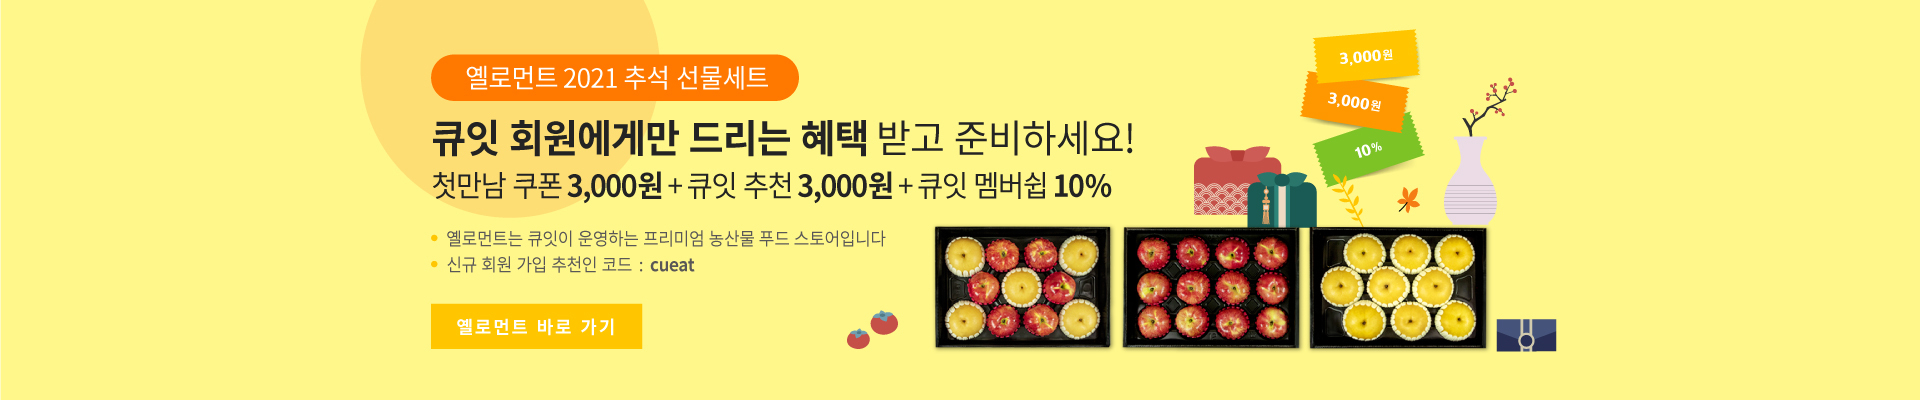 옐로먼트 2021 추석 선물세트
큐잇 회원에게만 드리는 혜택 받고 준비하세요!
첫만남 쿠폰 3,000원 + 큐잇 추천 3,000원 + 큐잇 멤버쉽 10%
• 옐로먼트는 큐잇이 운영하는 프리미엄 농산물 푸드 스토어입니다
• 신규 회원 가입 추천인 코드 : cueat
옐로먼트 바로 가기
3,000원
3,000원
10%